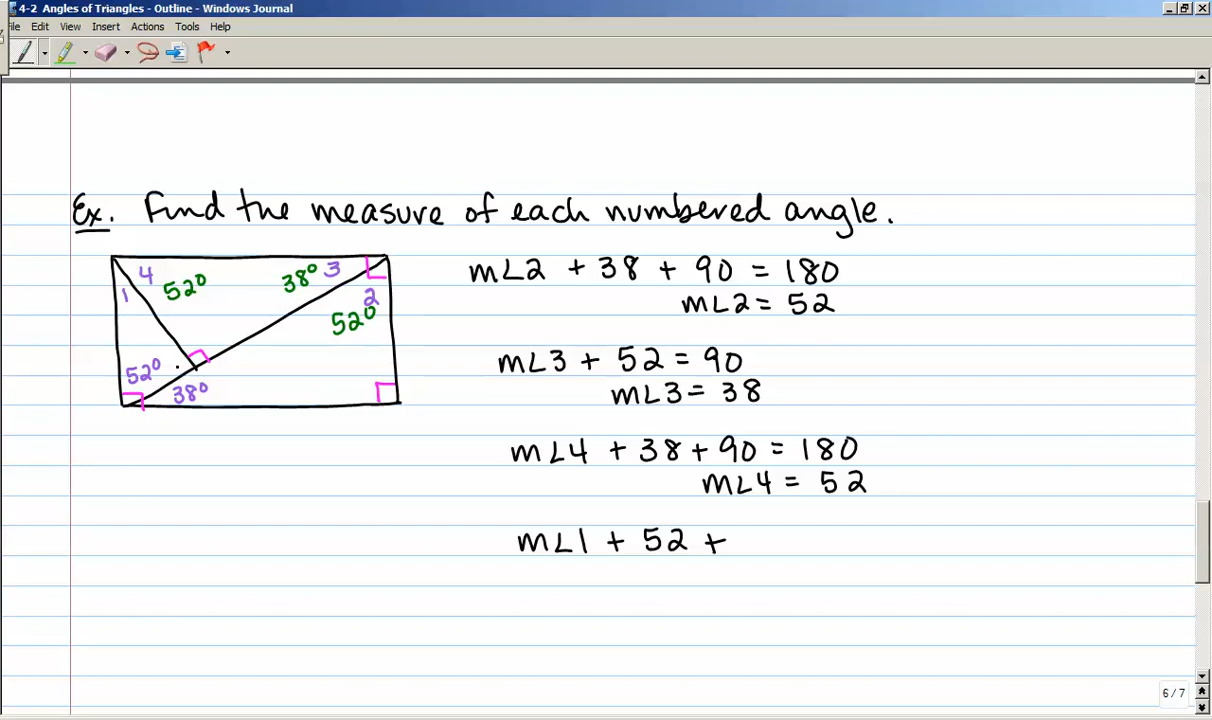 4-2 Angles of Triangles - Outline - Windows Journal
File Edit View Insert Actions Tools Help
Ex. Find the measure of each numbered angle.
4 52° 38° 3
1 2
52°
52°
38°
m∠2 + 38 + 90 = 180
m∠2 = 52
m∠3 + 52 = 90
m∠3 = 38
m∠4 + 38 + 90 = 180
m∠4 = 52
m∠1 + 52 +
6 / 7